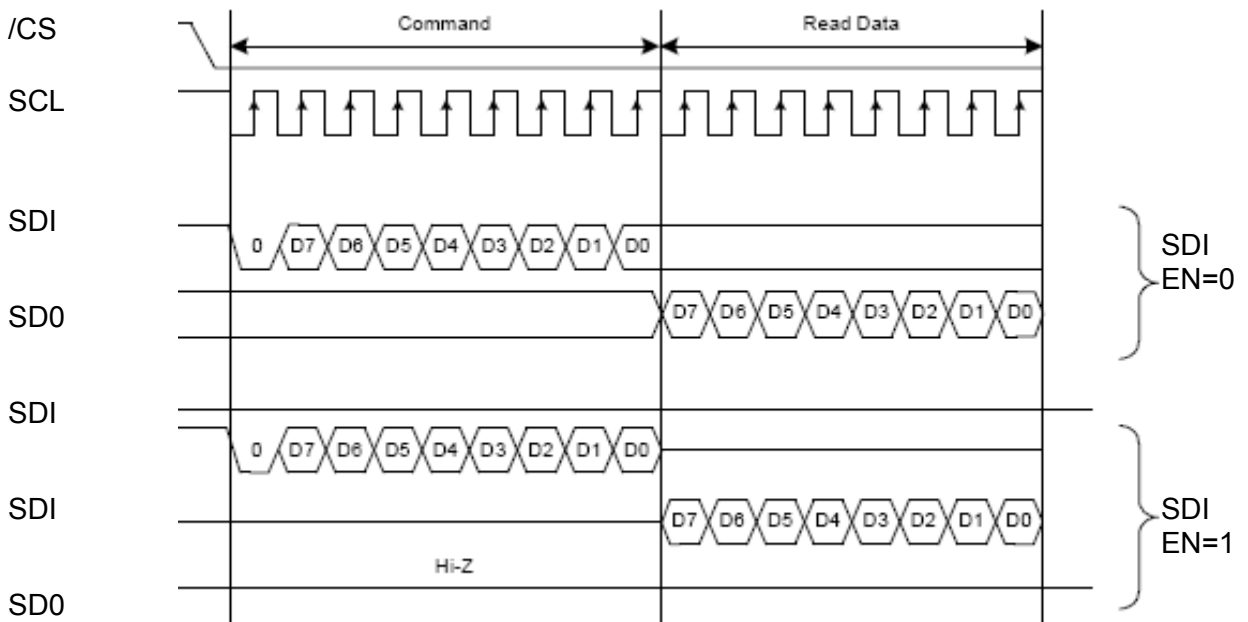 Command Read Data
/CS
SCL
SDI
0 D7 D6 D5 D4 D3 D2 D1 D0
SDI
EN=0
SD0
D7 D6 D5 D4 D3 D2 D1 D0
SDI
0 D7 D6 D5 D4 D3 D2 D1 D0
SDI
D7 D6 D5 D4 D3 D2 D1 D0
SDI
EN=1
Hi-Z
SD0